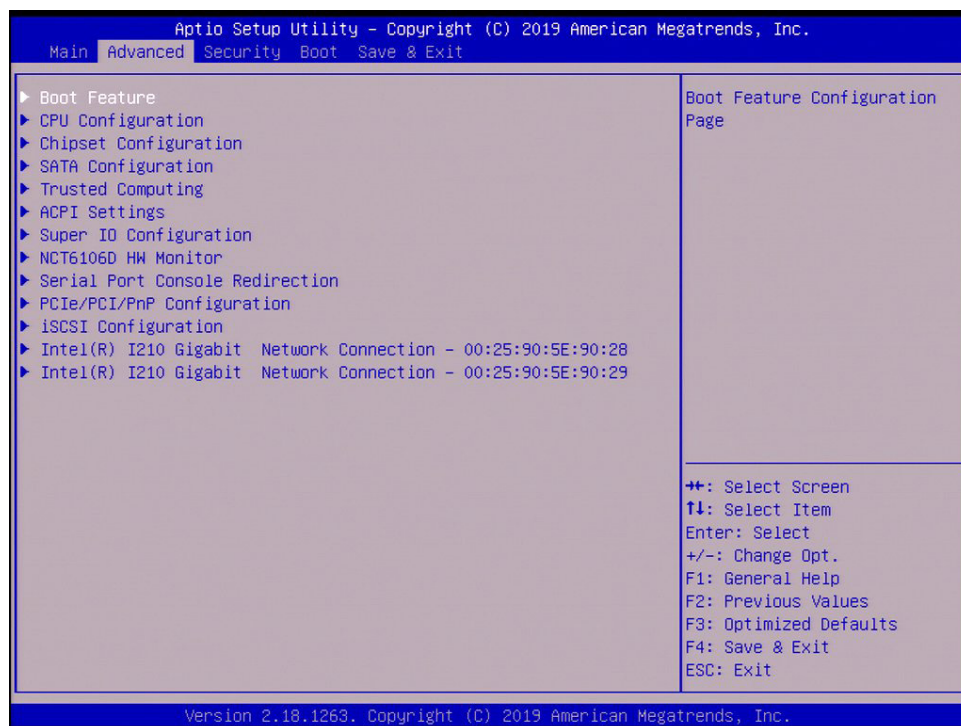 Aptio Setup Utility – Copyright (C) 2019 American Megatrends, Inc.
Main Advanced Security Boot Save & Exit
Boot Feature
CPU Configuration
Chipset Configuration
SATA Configuration
Trusted Computing
ACPI Settings
Super IO Configuration
NCT6106D HW Monitor
Serial Port Console Redirection
PCIe/PCI/PnP Configuration
iSCSI Configuration
Intel(R) I210 Gigabit  Network Connection – 00:25:90:5E:90:28
Intel(R) I210 Gigabit  Network Connection – 00:25:90:5E:90:29
Boot Feature Configuration
Page
→←: Select Screen
↑↓: Select Item
Enter: Select
+/–: Change Opt.
F1: General Help
F2: Previous Values
F3: Optimized Defaults
F4: Save & Exit
ESC: Exit
Version 2.18.1263. Copyright (C) 2019 American Megatrends, Inc.